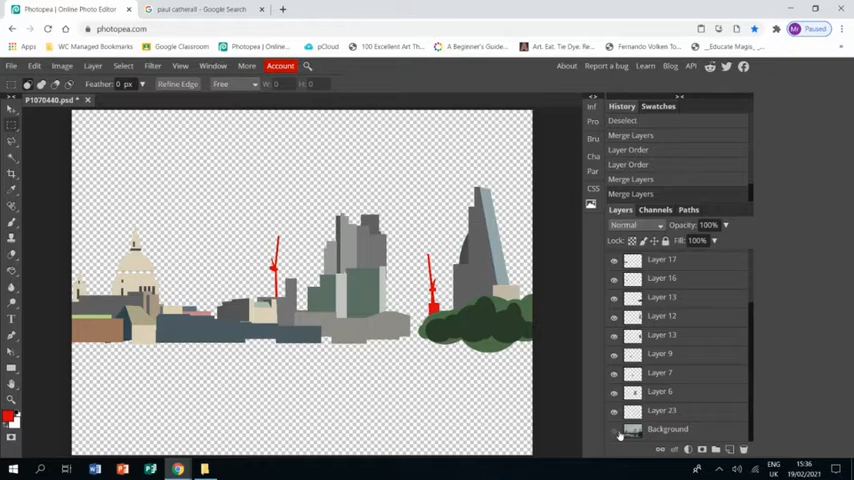 Photopea | Online Photo Editor
paul catherall - Google Search
photopea.com
Mr
Paused
Apps
WC Managed Bookmarks
Google Classroom
Photopea | Online...
pCloud
100 Excellent Art Th...
A Beginner's Guide...
Art. Eat. Tie Dye. Re...
Fernando Volken T...
__Educate Magis_...
File
Edit
Image
Layer
Select
Filter
View
Window
More
Account
About
Report a bug
Learn
Blog
API
Feather: 0 px
Refine Edge
Free
W: 0
H: 0
P1070440.psd *
Inf
Pro
Bru
Cha
Par
CSS
History
Swatches
Deselect
Merge Layers
Layer Order
Layer Order
Merge Layers
Merge Layers
Layers
Channels
Paths
Normal
Opacity: 100%
Lock:
Fill: 100%
Layer 17
Layer 16
Layer 13
Layer 12
Layer 13
Layer 9
Layer 7
Layer 6
Layer 23
Background
ENG
UK
15:36
19/02/2021